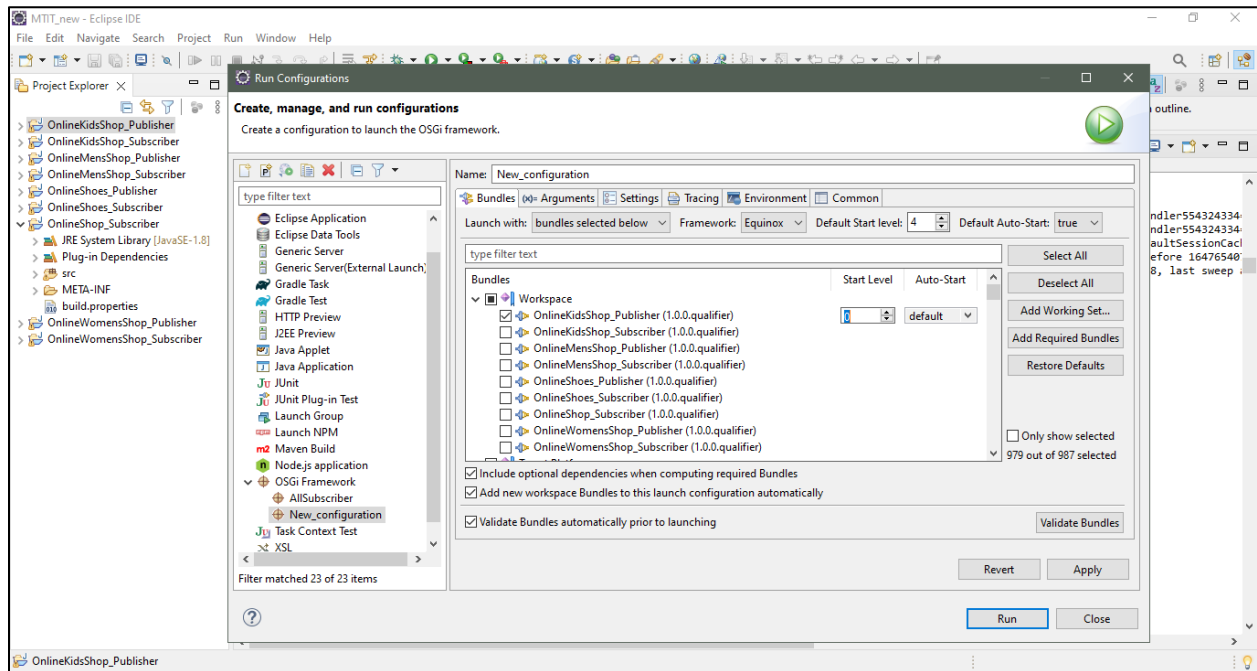 MTIT_new - Eclipse IDE
File Edit Navigate Search Project Run Window Help
Project Explorer
OnlineKidsShop_Publisher
OnlineKidsShop_Subscriber
OnlineMensShop_Publisher
OnlineMensShop_Subscriber
OnlineShoes_Publisher
OnlineShoes_Subscriber
OnlineShop_Subscriber
JRE System Library [JavaSE-1.8]
Plug-in Dependencies
src
META-INF
build.properties
OnlineWomensShop_Publisher
OnlineWomensShop_Subscriber
Run Configurations
Create, manage, and run configurations
Create a configuration to launch the OSGi framework.
type filter text
Eclipse Application
Eclipse Data Tools
Generic Server
Generic Server(External Launch)
Gradle Task
Gradle Test
HTTP Preview
J2EE Preview
Java Applet
Java Application
JUnit
JUnit Plug-in Test
Launch Group
Launch NPM
Maven Build
Node.js application
OSGi Framework
AllSubscriber
New_configuration
Task Context Test
XSL
Filter matched 23 of 23 items
Name: New_configuration
Bundles (x)= Arguments Settings Tracing Environment Common
Launch with: bundles selected below Framework: Equinox Default Start level: 4 Default Auto-Start: true
type filter text
Bundles Start Level Auto-Start
Workspace
OnlineKidsShop_Publisher (1.0.0.qualifier) 0 default
OnlineKidsShop_Subscriber (1.0.0.qualifier)
OnlineMensShop_Publisher (1.0.0.qualifier)
OnlineMensShop_Subscriber (1.0.0.qualifier)
OnlineShoes_Publisher (1.0.0.qualifier)
OnlineShoes_Subscriber (1.0.0.qualifier)
OnlineShop_Subscriber (1.0.0.qualifier)
OnlineWomensShop_Publisher (1.0.0.qualifier)
OnlineWomensShop_Subscriber (1.0.0.qualifier)
Select All
Deselect All
Add Working Set...
Add Required Bundles
Restore Defaults
Only show selected
979 out of 987 selected
Include optional dependencies when computing required Bundles
Add new workspace Bundles to this launch configuration automatically
Validate Bundles automatically prior to launching
Validate Bundles
Revert Apply
Run Close
outline.
ndler554324334
ndler554324334
aultSessionCac
efore 16476540
8, last sweep
OnlineKidsShop_Publisher